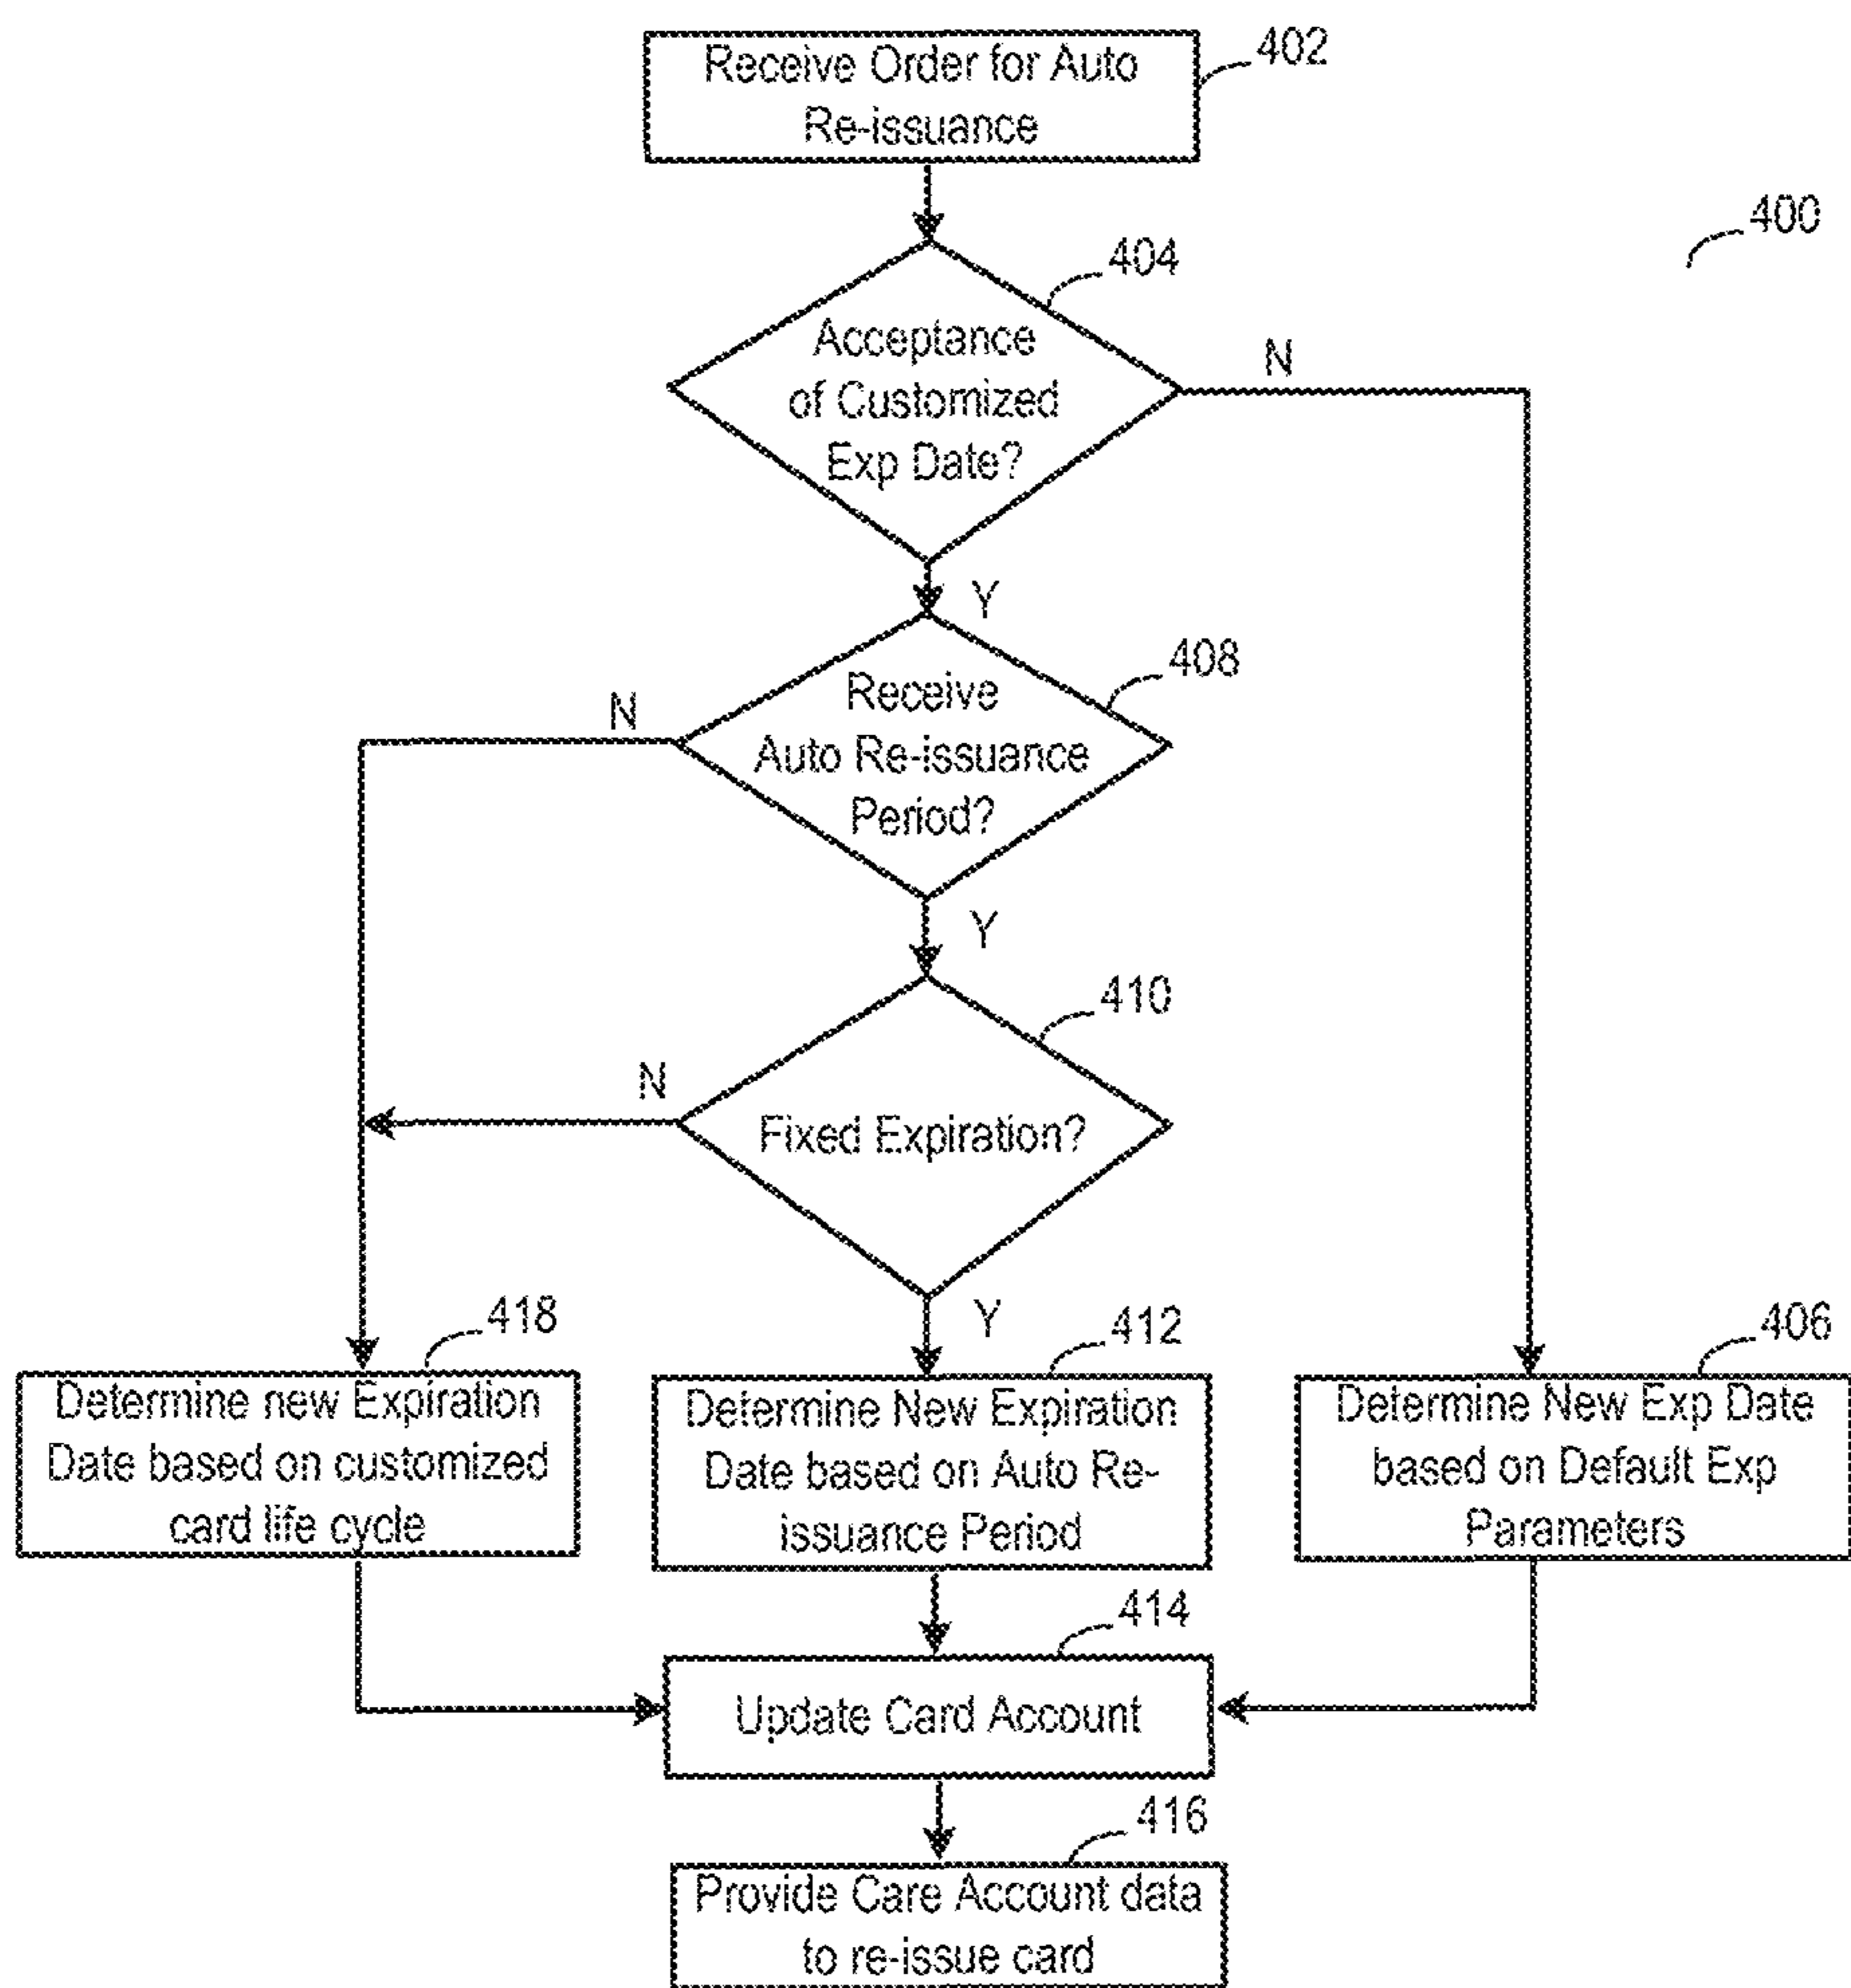 Receive Order for Auto
Re-issuance
402
400
404
Acceptance
of Customized
Exp Date?
N
Y
408
Receive
Auto Re-issuance
Period?
N
Y
410
Fixed Expiration?
N
Y
418
Determine new Expiration
Date based on customized
card life cycle
412
Determine New Expiration
Date based on Auto Re-
issuance Period
406
Determine New Exp Date
based on Default Exp
Parameters
414
Update Card Account
416
Provide Care Account data
to re-issue card